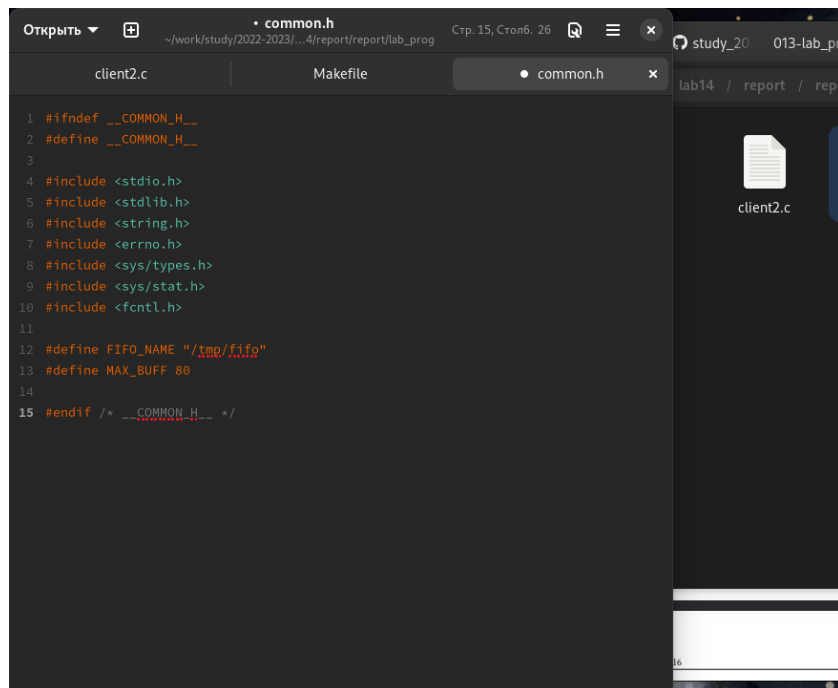 Открыть
• common.h
~/work/study/2022-2023/...4/report/report/lab_prog
Стр. 15, Столб. 26
client2.c
Makefile
● common.h
1 #ifndef __COMMON_H__
2 #define __COMMON_H__
3
4 #include <stdio.h>
5 #include <stdlib.h>
6 #include <string.h>
7 #include <errno.h>
8 #include <sys/types.h>
9 #include <sys/stat.h>
10 #include <fcntl.h>
11
12 #define FIFO_NAME "/tmp/fifo"
13 #define MAX_BUFF 80
14
15 #endif /* __COMMON_H__ */
study_20
013-lab_pr
lab14 / report / rep
client2.c
16